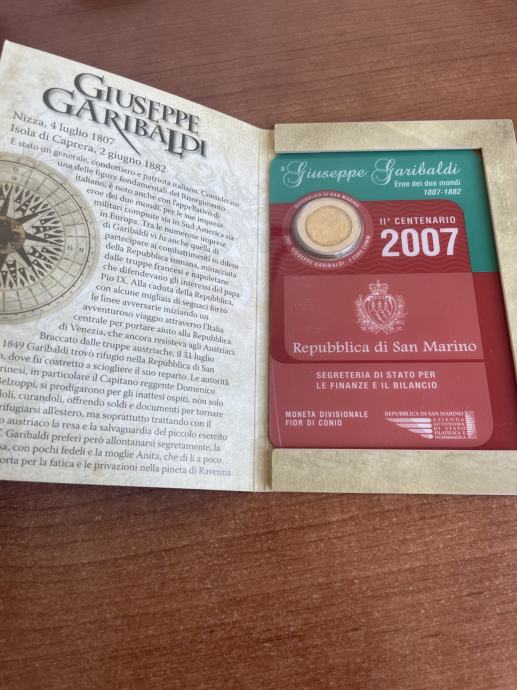 GIUSEPPE
GARIBALDI
Nizza, 4 luglio 1807
Isola di Caprera, 2 giugno 1882
È stato un generale, condottiero e patriota italiano. Considerato
una delle figure fondamentali del Risorgimento
italiano, è noto anche con l'appellativo di
eroe dei due mondi, per le sue imprese
militari compiute sia in Sud America sia
in Europa. Tra le numerose imprese
di Garibaldi vi fu anche quella di
partecipare ai combattimenti in difesa
della Repubblica romana, minacciata
dalle truppe francesi e napoletane
che difendevano gli interessi del papa
Pio IX. Alla caduta della Repubblica,
con alcune migliaia di seguaci forzò
le linee avversarie iniziando un
avventuroso viaggio attraverso l'Italia
centrale per portare aiuto alla Repubblica
di Venezia, che ancora resisteva agli Austriaci.
Braccato dalle truppe austriache, il 31 luglio
1849 Garibaldi trovò rifugio nella Repubblica di San
dove fu costretto a sciogliere il suo reparto. Le autorità
rinesi, in particolare il Capitano reggente Domenico
Belzoppi, si prodigarono per gli inattesi ospiti, non solo
doli, curandoli, offrendo soldi e documenti per tornare
rifugiarsi all'estero, ma soprattutto trattando con il
o austriaco la resa e la salvaguardia del piccolo esercito
Garibaldi preferì però allontanarsi segretamente, la
sa, con pochi fedeli e la moglie Anita, che di lì a poco
orta per la fatica e le privazioni nella pineta di Ravenna.
a Giuseppe Garibaldi
Eroe dei due mondi
1807-1882
REPUBBLICA DI SAN MARINO
GIUSEPPE GARIBALDI - 2 EURO COMM.
IIº CENTENARIO
2007
Repubblica di San Marino
SEGRETERIA DI STATO PER
LE FINANZE E IL BILANCIO
MONETA DIVISIONALE
FIOR DI CONIO
REPUBBLICA DI SAN MARINO
AZIENDA
AUTONOMA
DI STATO
FILATELICA E
NUMISMATICA